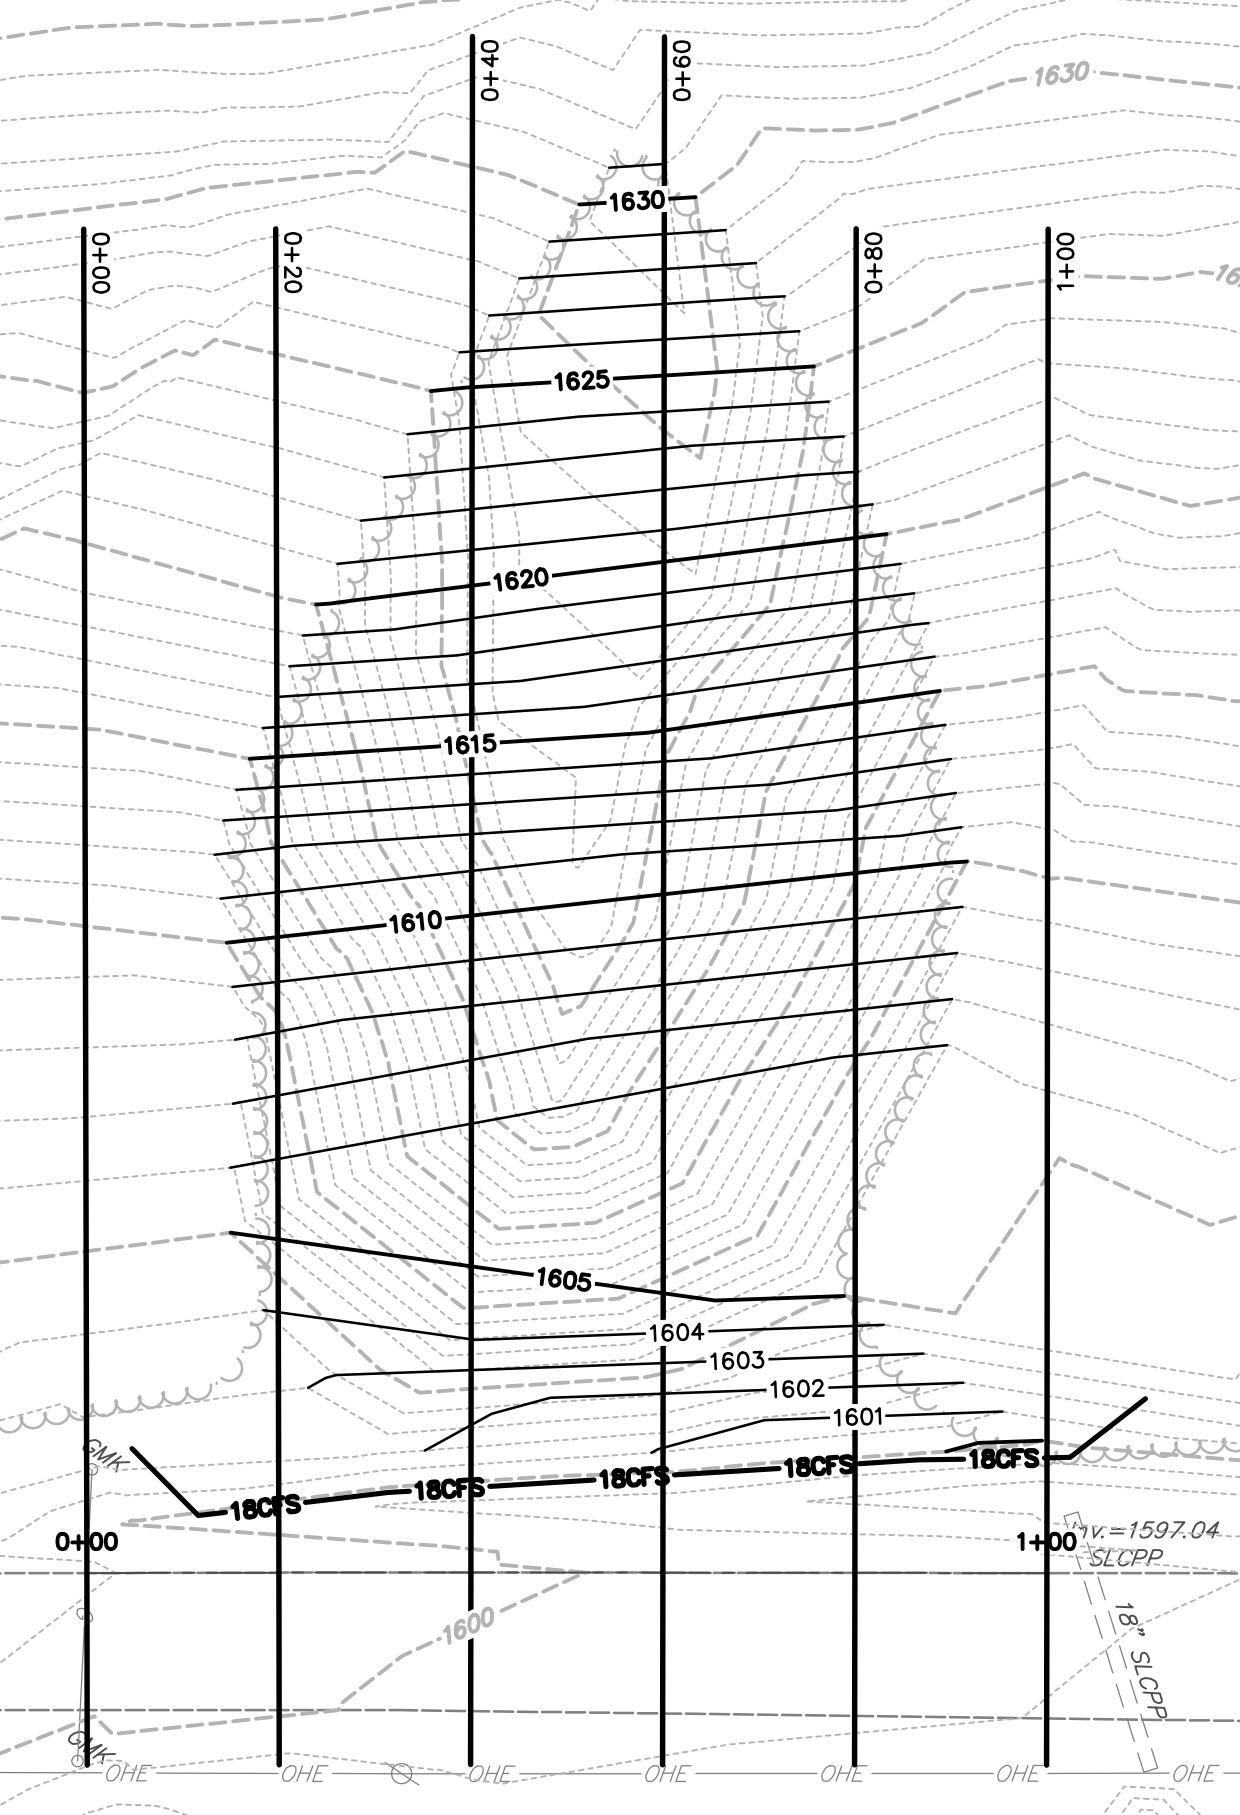 0+40
0+60
1630
1630
0+00
0+20
0+80
1+00
1625
1620
1615
1610
1605
1604
1603
1602
1601
GMK
18CFS
18CFS
18CFS
18CFS
18CFS
0+00
1+00
nv.=1597.04
SLCPP
1600
18" SLCPP
GMK
OHE
OHE
OHE
OHE
OHE
OHE
OHE